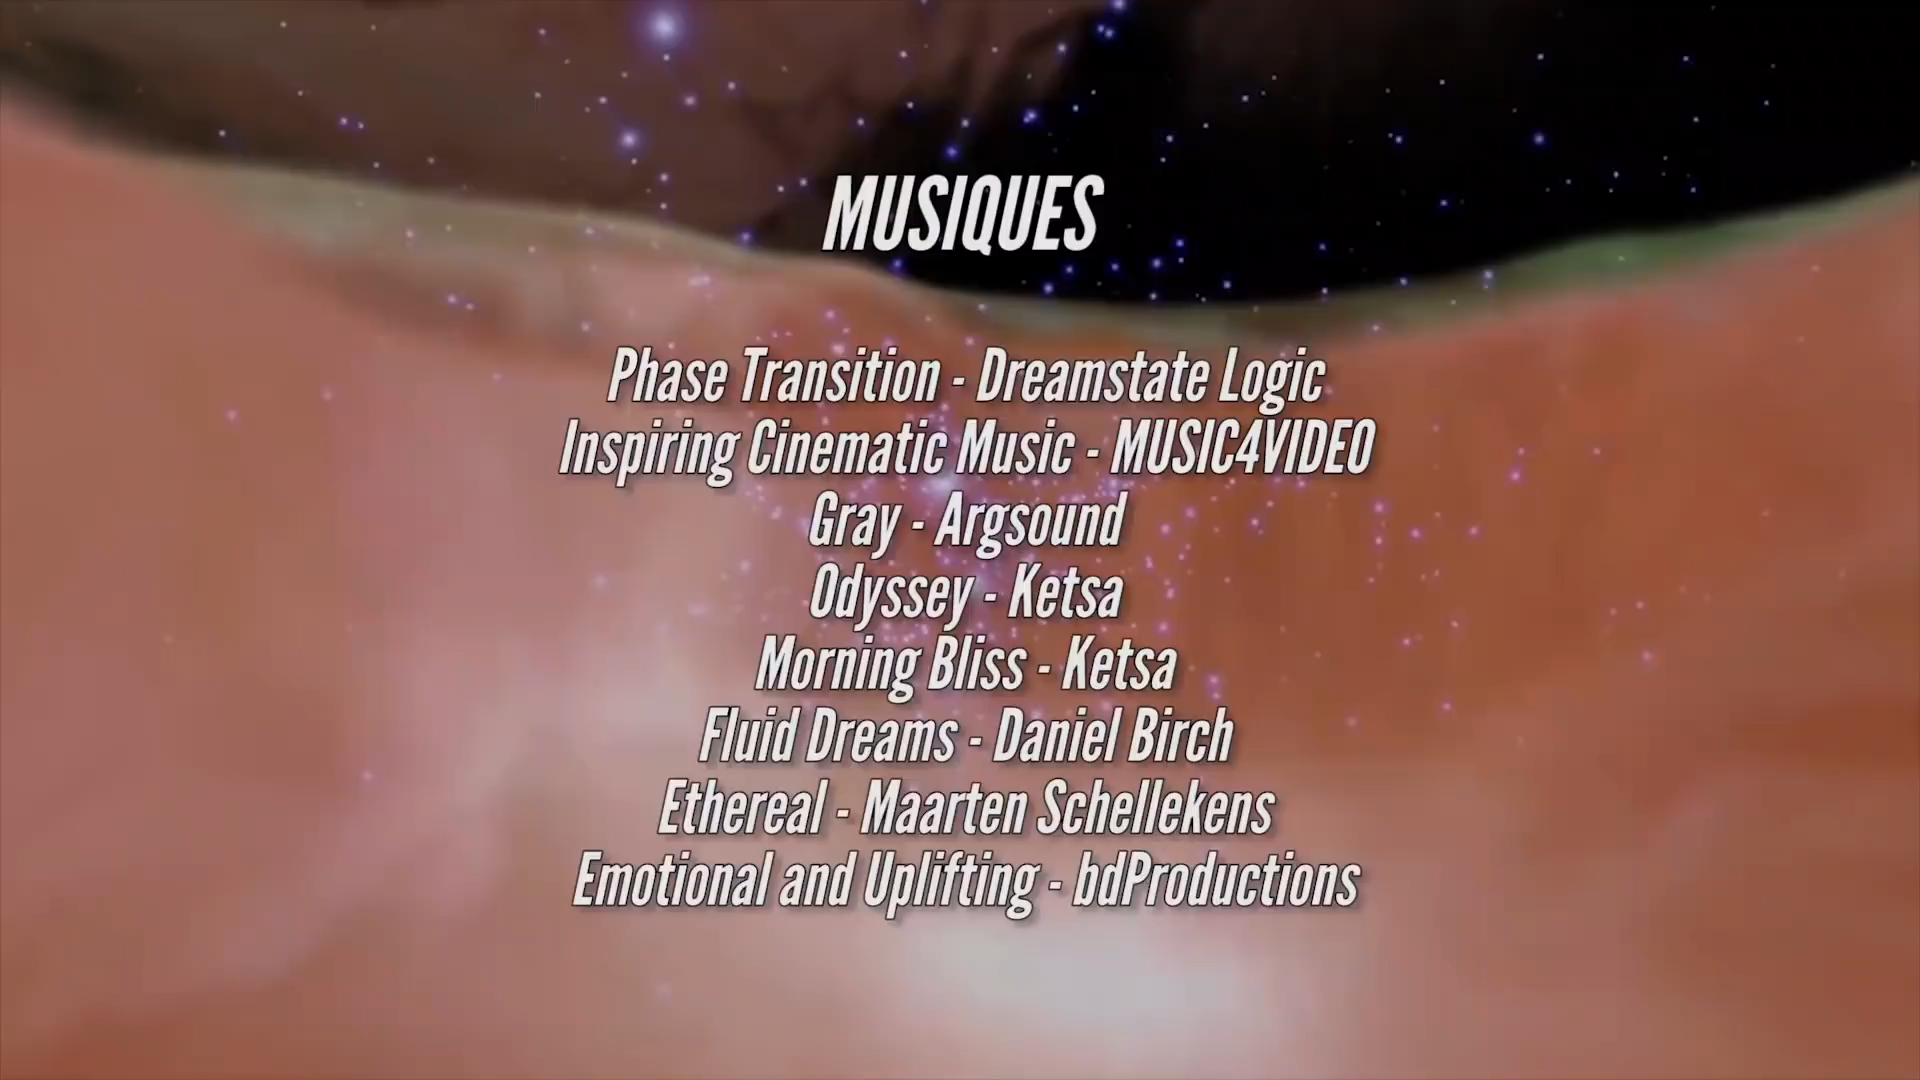 MUSIQUES
Phase Transition - Dreamstate Logic
Inspiring Cinematic Music - MUSIC4VIDEO
Gray - Argsound
Odyssey - Ketsa
Morning Bliss - Ketsa
Fluid Dreams - Daniel Birch
Ethereal - Maarten Schellekens
Emotional and Uplifting - bdProductions